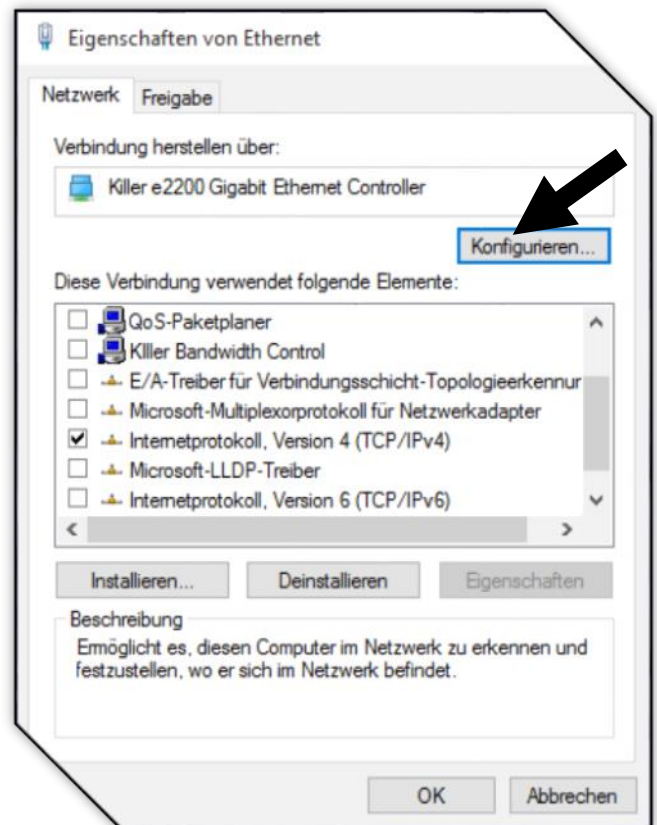 Eigenschaften von Ethernet
Netzwerk Freigabe
Verbindung herstellen über:
Killer e2200 Gigabit Ethernet Controller
Konfigurieren...
Diese Verbindung verwendet folgende Elemente:
QoS-Paketplaner
KIller Bandwidth Control
E/A-Treiber für Verbindungsschicht-Topologieerkennur
Microsoft-Multiplexorprotokoll für Netzwerkadapter
Internetprotokoll, Version 4 (TCP/IPv4)
Microsoft-LLDP-Treiber
Internetprotokoll, Version 6 (TCP/IPv6)
Installieren... Deinstallieren Eigenschaften
Beschreibung
Ermöglicht es, diesen Computer im Netzwerk zu erkennen und
festzustellen, wo er sich im Netzwerk befindet.
OK Abbrechen